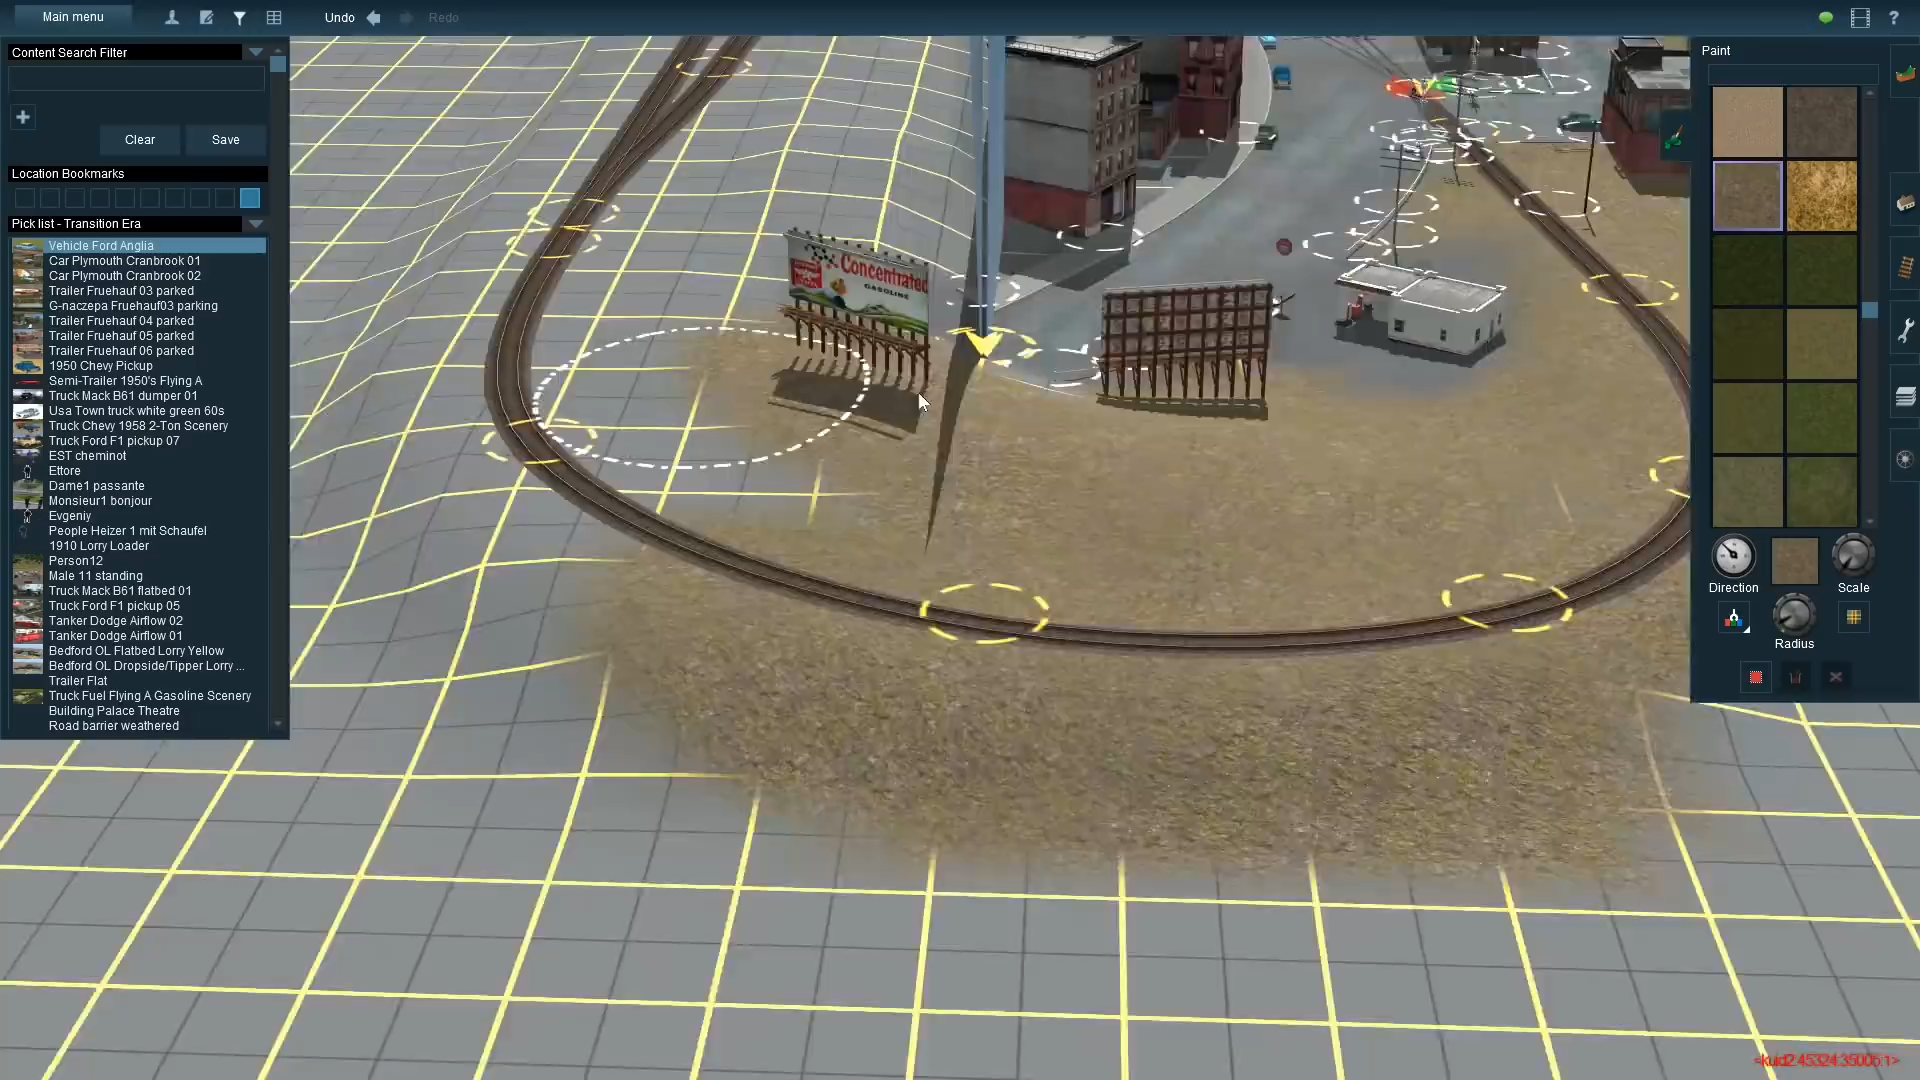 Main menu
Undo
Redo
?
Content Search Filter
Clear
Save
Location Bookmarks
Pick list - Transition Era
Vehicle Ford Anglia
Car Plymouth Cranbrook 01
Car Plymouth Cranbrook 02
Trailer Fruehauf 03 parked
G-naczepa Fruehauf03 parking
Trailer Fruehauf 04 parked
Trailer Fruehauf 05 parked
Trailer Fruehauf 06 parked
1950 Chevy Pickup
Semi-Trailer 1950's Flying A
Truck Mack B61 dumper 01
Usa Town truck white green 60s
Truck Chevy 1958 2-Ton Scenery
Truck Ford F1 pickup 07
EST cheminot
Ettore
Dame1 passante
Monsieur1 bonjour
Evgeniy
People Heizer 1 mit Schaufel
1910 Lorry Loader
Person12
Male 11 standing
Truck Mack B61 flatbed 01
Truck Ford F1 pickup 05
Tanker Dodge Airflow 02
Tanker Dodge Airflow 01
Bedford OL Flatbed Lorry Yellow
Bedford OL Dropside/Tipper Lorry ...
Trailer Flat
Truck Fuel Flying A Gasoline Scenery
Building Palace Theatre
Road barrier weathered
Concentrated
GASOLINE
Paint
Direction
Scale
Radius
<kuid2:45324:35005:1>